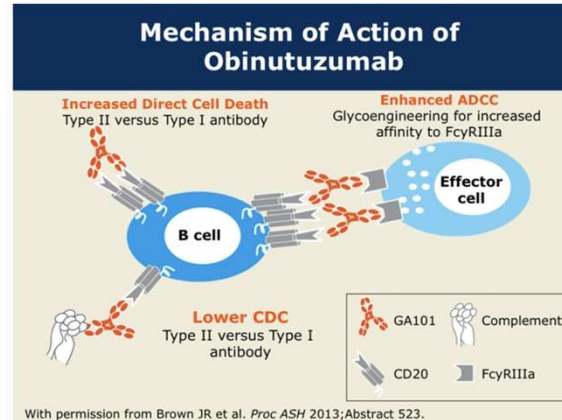 Mechanism of Action of
Obinutuzumab
Increased Direct Cell Death
Type II versus Type I antibody
Enhanced ADCC
Glycoengineering for increased
affinity to FcyRIIIa
B cell
Effector
cell
Lower CDC
Type II versus Type I
antibody
GA101
Complement
CD20
FcyRIIIa
With permission from Brown JR et al. Proc ASH 2013;Abstract 523.